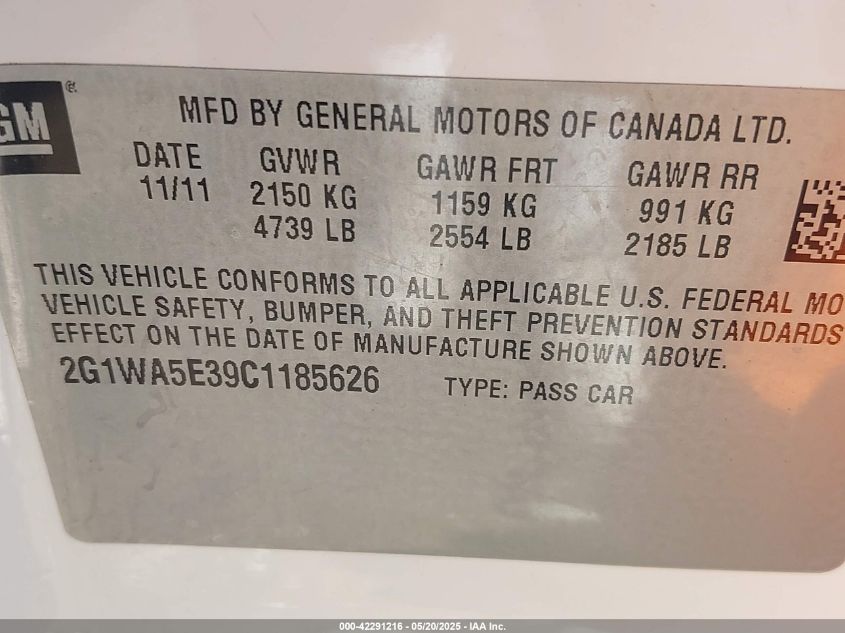 GM
MFD BY GENERAL MOTORS OF CANADA LTD.
DATE GVWR GAWR FRT GAWR RR
11/11 2150 KG 1159 KG 991 KG
4739 LB 2554 LB 2185 LB
THIS VEHICLE CONFORMS TO ALL APPLICABLE U.S. FEDERAL MO
VEHICLE SAFETY, BUMPER, AND THEFT PREVENTION STANDARDS
EFFECT ON THE DATE OF MANUFACTURE SHOWN ABOVE.
2G1WA5E39C1185626 TYPE: PASS CAR
000-42291216 - 05/20/2025 - IAA Inc.